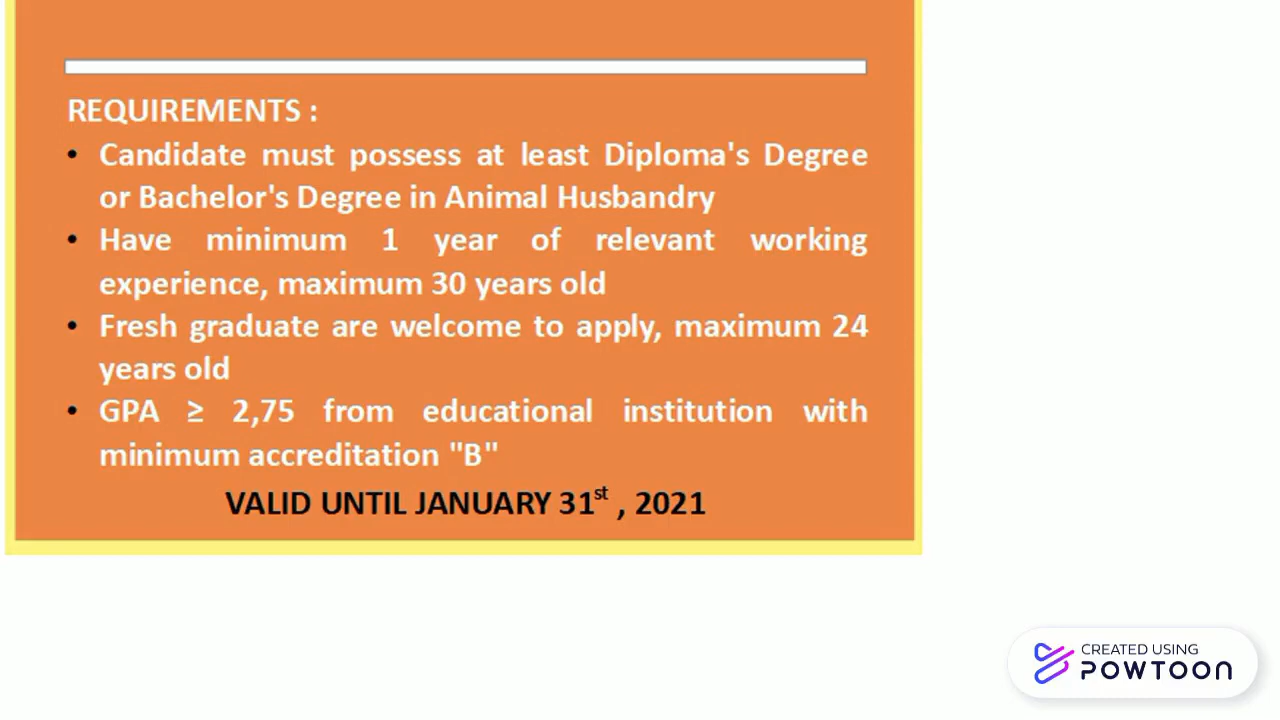 REQUIREMENTS :
• Candidate must possess at least Diploma's Degree
or Bachelor's Degree in Animal Husbandry
• Have minimum 1 year of relevant working
experience, maximum 30 years old
• Fresh graduate are welcome to apply, maximum 24
years old
• GPA ≥ 2,75 from educational institution with
minimum accreditation "B"
VALID UNTIL JANUARY 31st , 2021
CREATED USING
POWTOON